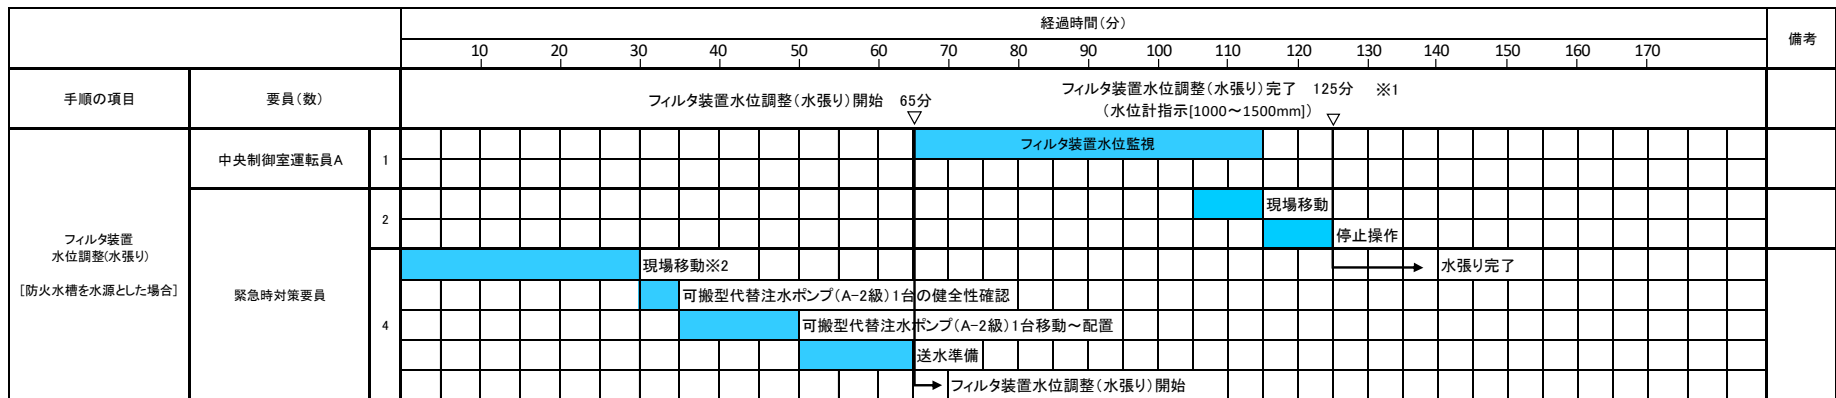 経過時間(分)
備考
10 20 30 40 50 60 70 80 90 100 110 120 130 140 150 160 170
手順の項目
要員(数)
フィルタ装置水位調整(水張り)開始 65分
フィルタ装置水位調整(水張り)完了 125分 ※1
(水位計指示[1000~1500mm])
フィルタ装置
水位調整(水張り)
[防火水槽を水源とした場合]
中央制御室運転員A
1
フィルタ装置水位監視
緊急時対策要員
2
現場移動
停止操作
4
現場移動※2
水張り完了
可搬型代替注水ポンプ(A-2級)1台の健全性確認
可搬型代替注水ポンプ(A-2級)1台移動~配置
送水準備
フィルタ装置水位調整(水張り)開始